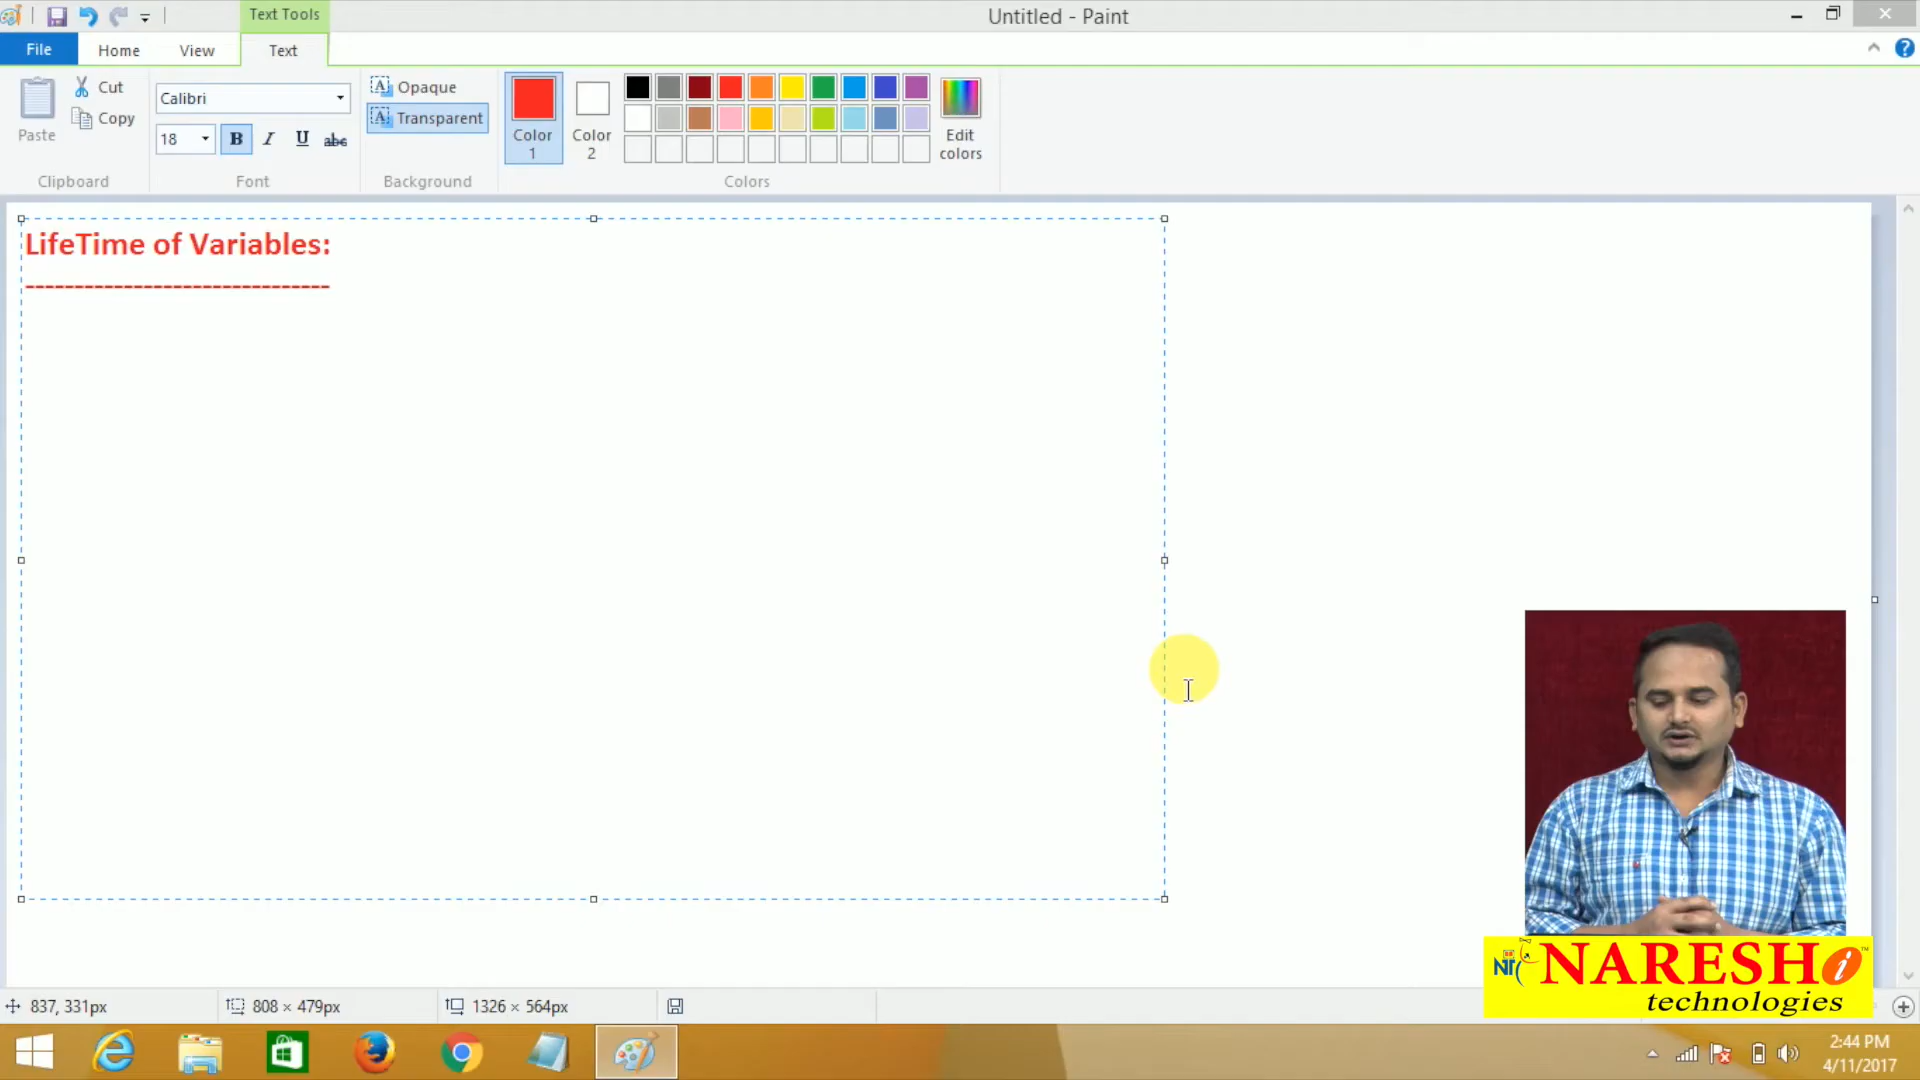 Text Tools
Untitled - Paint
File
Home
View
Text
Paste
Cut
Copy
Clipboard
Calibri
18
B
I
U
abc
Font
A Opaque
A Transparent
Background
Color 1
Color 2
Edit colors
Colors
LifeTime of Variables:
-------------------------------
NARESH i
technologies
837, 331px
808 × 479px
1326 × 564px
2:44 PM
4/11/2017